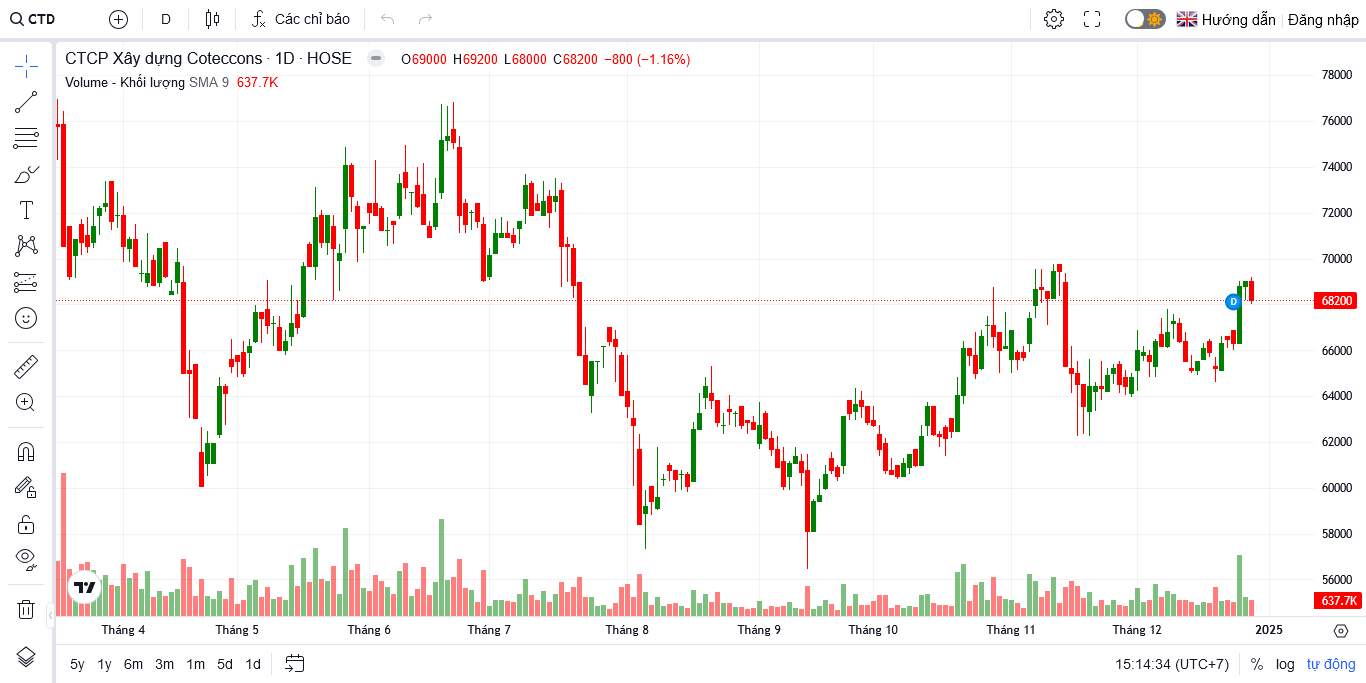 CTD D Các chỉ báo Hướng dẫn Đăng nhập
CTCP Xây dựng Coteccons · 1D · HOSE O69000 H69200 L68000 C68200 −800 (−1.16%)
Volume - Khối lượng SMA 9 637.7K
78000
76000
74000
72000
70000
68200
66000
64000
62000
60000
58000
56000
637.7K
D
Tháng 4 Tháng 5 Tháng 6 Tháng 7 Tháng 8 Tháng 9 Tháng 10 Tháng 11 Tháng 12 2025
5y 1y 6m 3m 1m 5d 1d 15:14:34 (UTC+7) % log tự động